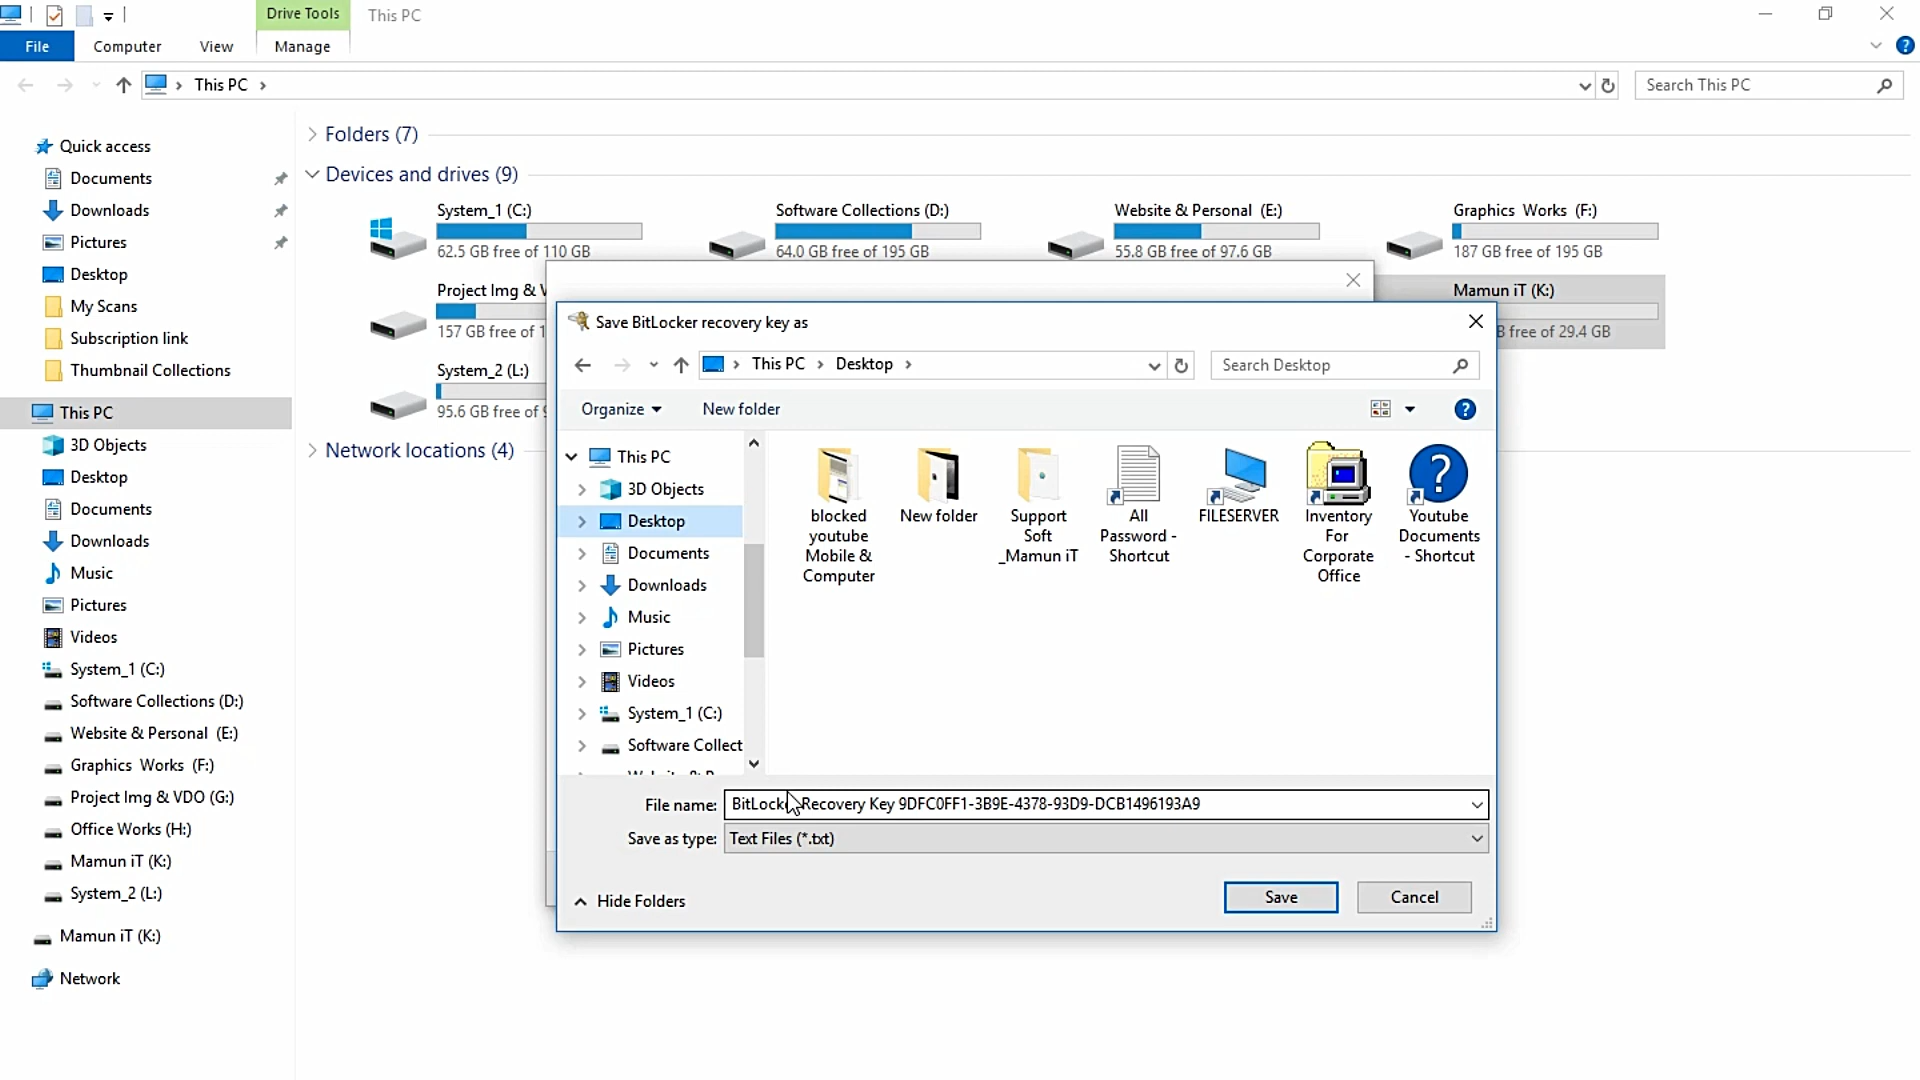 Drive Tools
This PC
File
Computer
View
Manage
This PC
Search This PC
Quick access
Documents
Downloads
Pictures
Desktop
My Scans
Subscription link
Thumbnail Collections
This PC
3D Objects
Desktop
Documents
Downloads
Music
Pictures
Videos
System_1 (C:)
Software Collections (D:)
Website & Personal (E:)
Graphics Works (F:)
Project Img & VDO (G:)
Office Works (H:)
Mamun iT (K:)
System_2 (L:)
Mamun iT (K:)
Network
Folders (7)
Devices and drives (9)
System_1 (C:)
62.5 GB free of 110 GB
Software Collections (D:)
64.0 GB free of 195 GB
Website & Personal (E:)
55.8 GB free of 97.6 GB
Graphics Works (F:)
187 GB free of 195 GB
Project Img &
157 GB free of
Mamun iT (K:)
free of 29.4 GB
System_2 (L:)
95.6 GB free of
Network locations (4)
Save BitLocker recovery key as
This PC
Desktop
Search Desktop
Organize
New folder
This PC
3D Objects
Desktop
Documents
Downloads
Music
Pictures
Videos
System_1 (C:)
Software Collect
blocked
youtube
Mobile &
Computer
New folder
Support
Soft
_Mamun iT
All
Password -
Shortcut
FILESERVER
Inventory
For
Corporate
Office
Youtube
Documents
- Shortcut
File name:
BitLocker Recovery Key 9DFC0FF1-3B9E-4378-93D9-DCB1496193A9
Save as type:
Text Files (*.txt)
Hide Folders
Save
Cancel